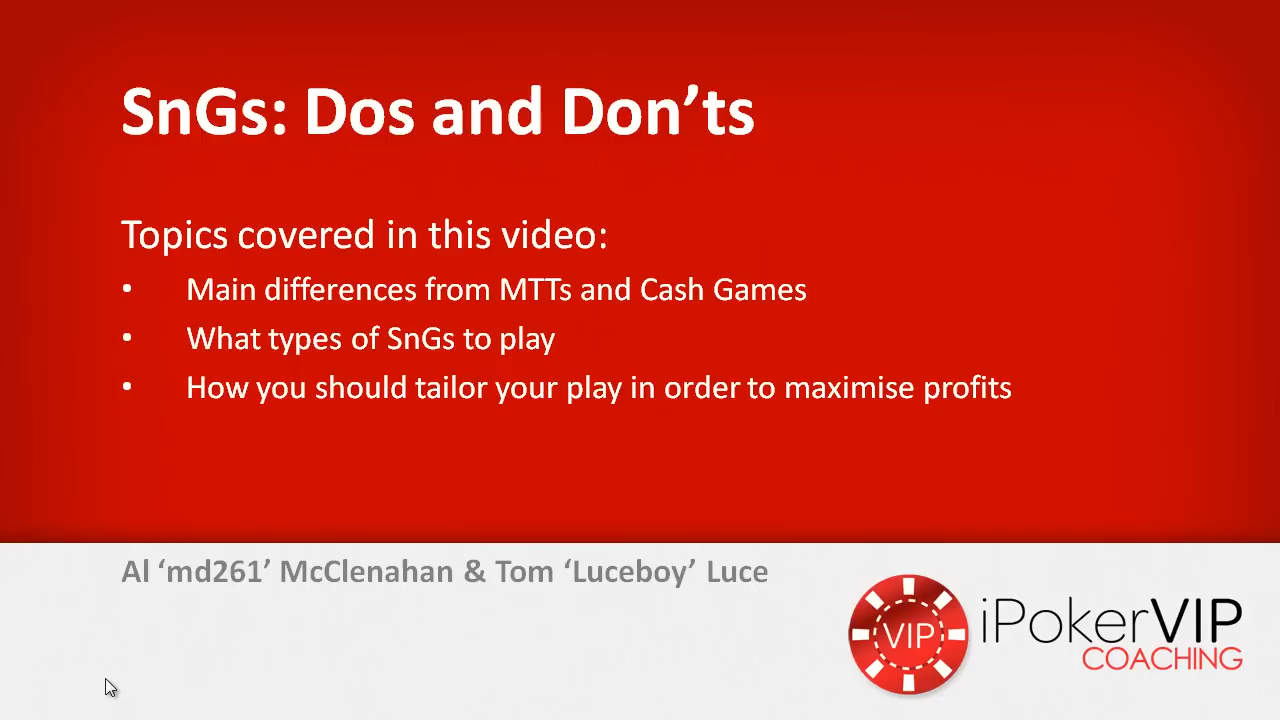 SnGs: Dos and Don’ts
Topics covered in this video:
• Main differences from MTTs and Cash Games
• What types of SnGs to play
• How you should tailor your play in order to maximise profits
Al ‘md261’ McClenahan & Tom ‘Luceboy’ Luce
VIP
iPokerVIP
COACHING